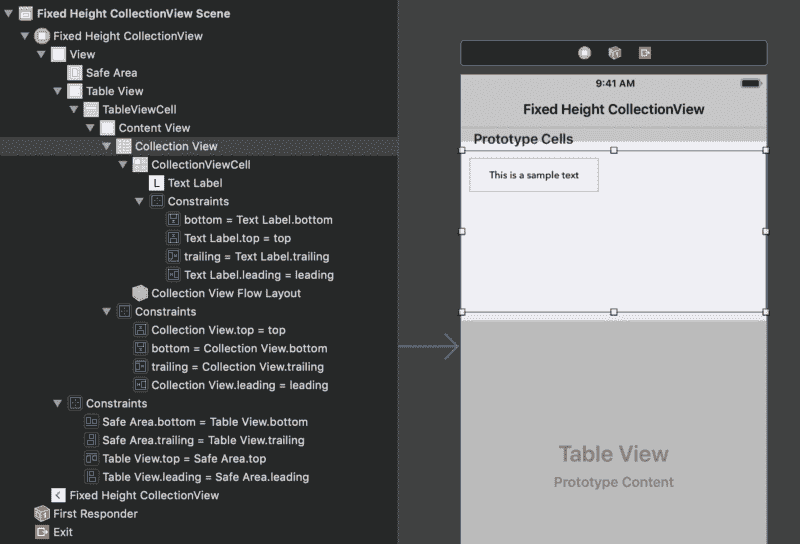 Fixed Height CollectionView Scene
Fixed Height CollectionView
View
Safe Area
Table View
TableViewCell
Content View
Collection View
CollectionViewCell
L Text Label
Constraints
bottom = Text Label.bottom
Text Label.top = top
trailing = Text Label.trailing
Text Label.leading = leading
Collection View Flow Layout
Constraints
Collection View.top = top
bottom = Collection View.bottom
trailing = Collection View.trailing
Collection View.leading = leading
Constraints
Safe Area.bottom = Table View.bottom
Safe Area.trailing = Table View.trailing
Table View.top = Safe Area.top
Table View.leading = Safe Area.leading
Fixed Height CollectionView
First Responder
Exit
9:41 AM
Fixed Height CollectionView
Prototype Cells
This is a sample text
Table View
Prototype Content